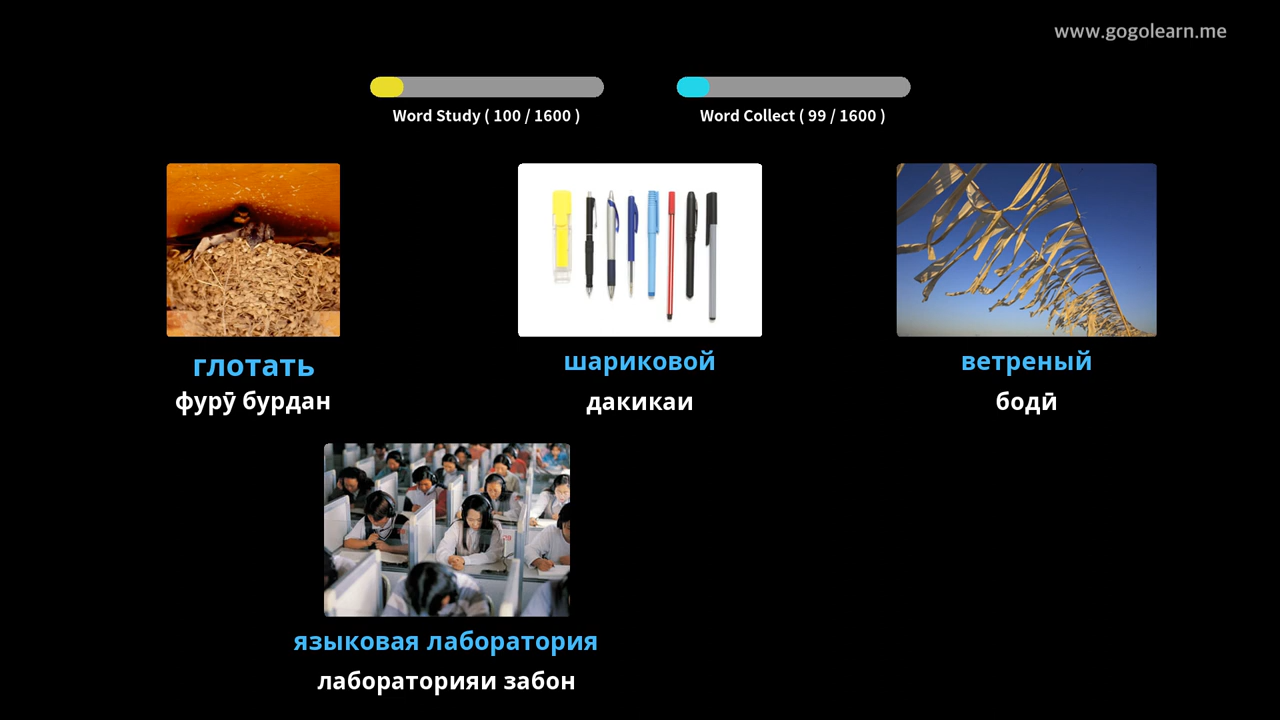 www.gogolearn.me
Word Study ( 100 / 1600 )
Word Collect ( 99 / 1600 )
глотать
фурӯ бурдан
шариковой
дакикаи
ветреный
бодӣ
языковая лаборатория
лабораторияи забон